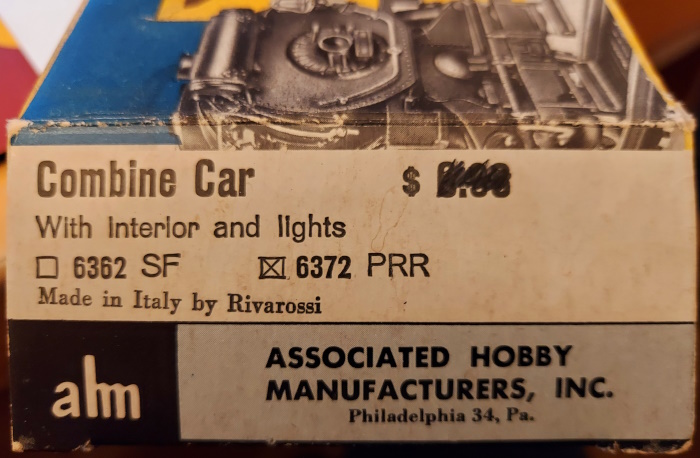 Combine Car $
With Interior and lights
☐ 6362 SF ☒ 6372 PRR
Made in Italy by Rivarossi
ahm
ASSOCIATED HOBBY
MANUFACTURERS, INC.
Philadelphia 34, Pa.